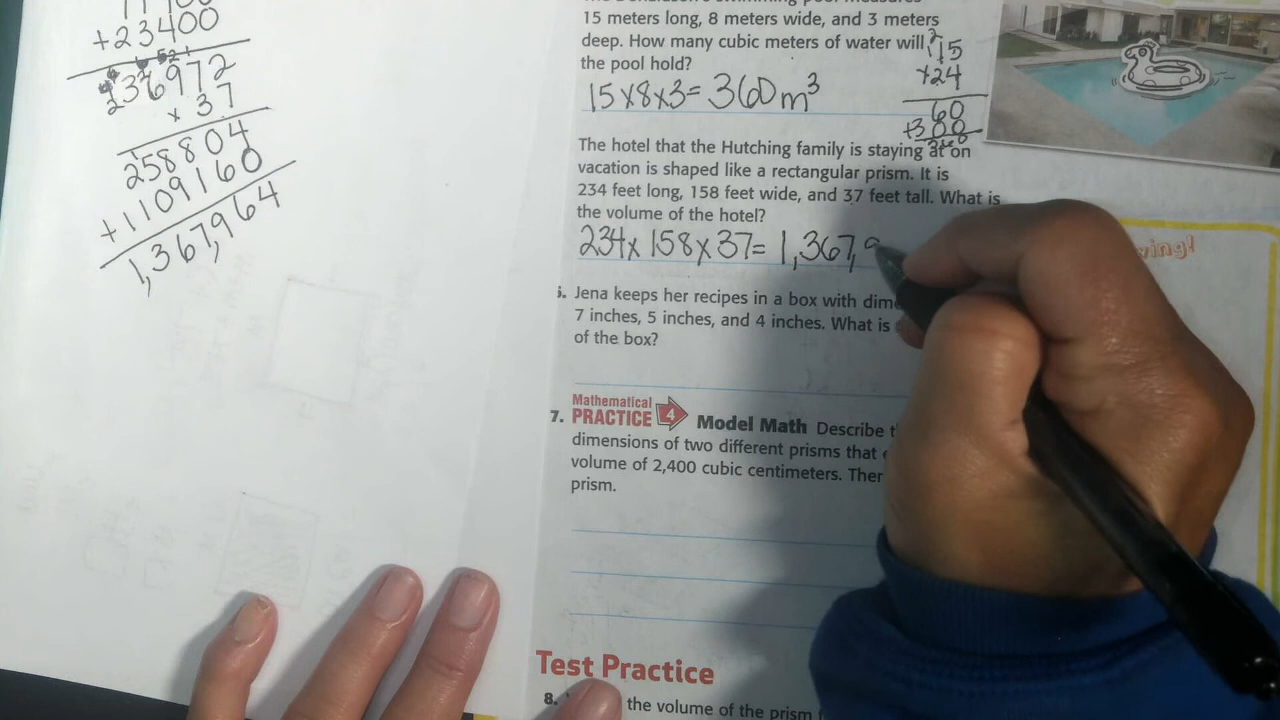 +23400
236972
x 37
258804
+1109160
1,367,964
15 meters long, 8 meters wide, and 3 meters
deep. How many cubic meters of water will
the pool hold?
15x8x3= 360m³
15
x24
60
+300
360
The hotel that the Hutching family is staying at on
vacation is shaped like a rectangular prism. It is
234 feet long, 158 feet wide, and 37 feet tall. What is
the volume of the hotel?
234x158x37= 1,367,9
Jena keeps her recipes in a box with
7 inches, 5 inches, and 4 inches. What is
of the box?
Mathematical
7. PRACTICE 4 Model Math Describe
dimensions of two different prisms that
volume of 2,400 cubic centimeters.
prism.
Test Practice
8. the volume of the prism